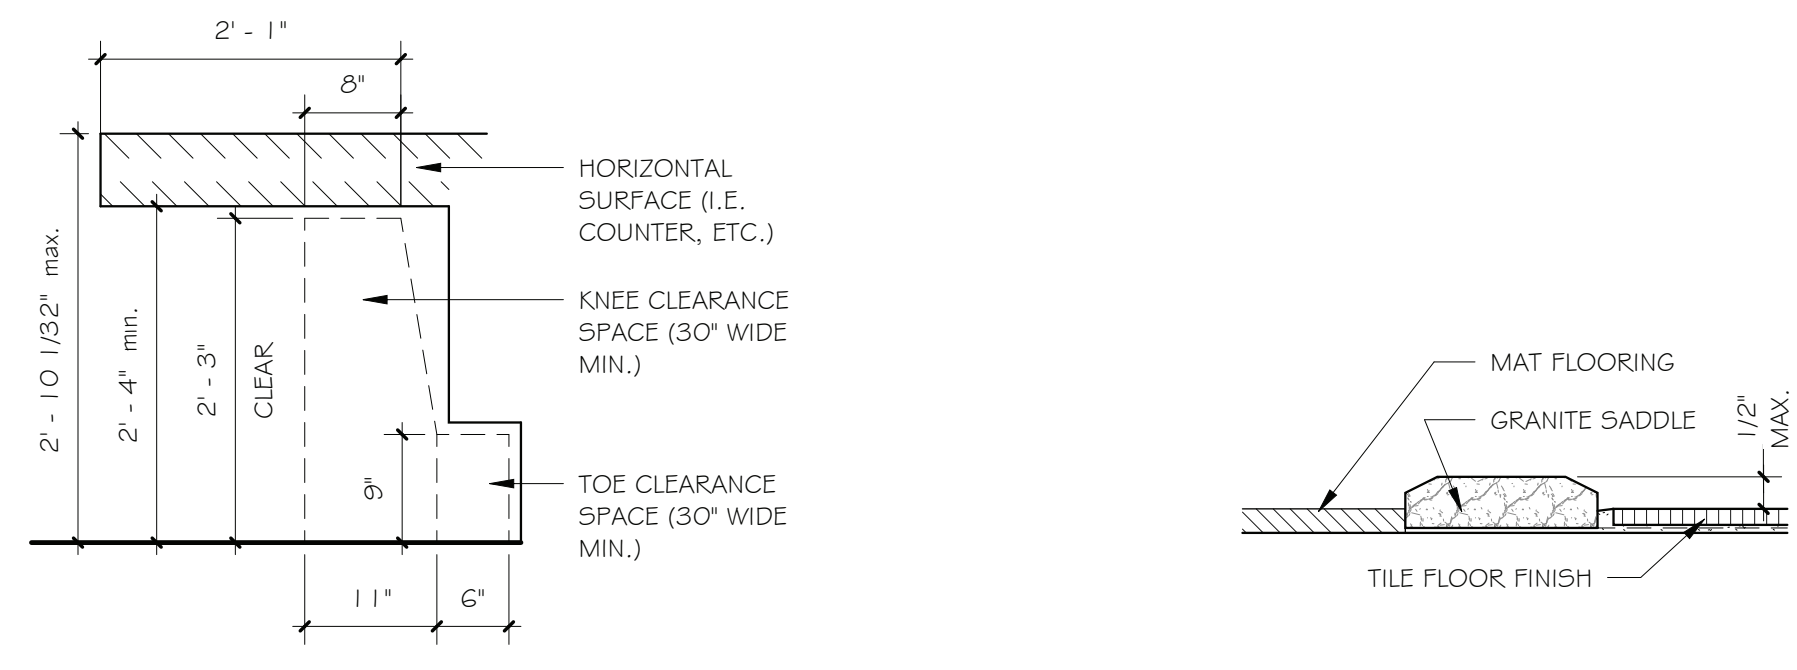 2' - 1"
8"
HORIZONTAL
SURFACE (I.E.
COUNTER, ETC.)
2' - 10 1/32" max.
2' - 4" min.
2' - 3"
CLEAR
KNEE CLEARANCE
SPACE (30" WIDE
MIN.)
9"
TOE CLEARANCE
SPACE (30" WIDE
MIN.)
11"
6"
MAT FLOORING
GRANITE SADDLE
1/2"
MAX.
TILE FLOOR FINISH